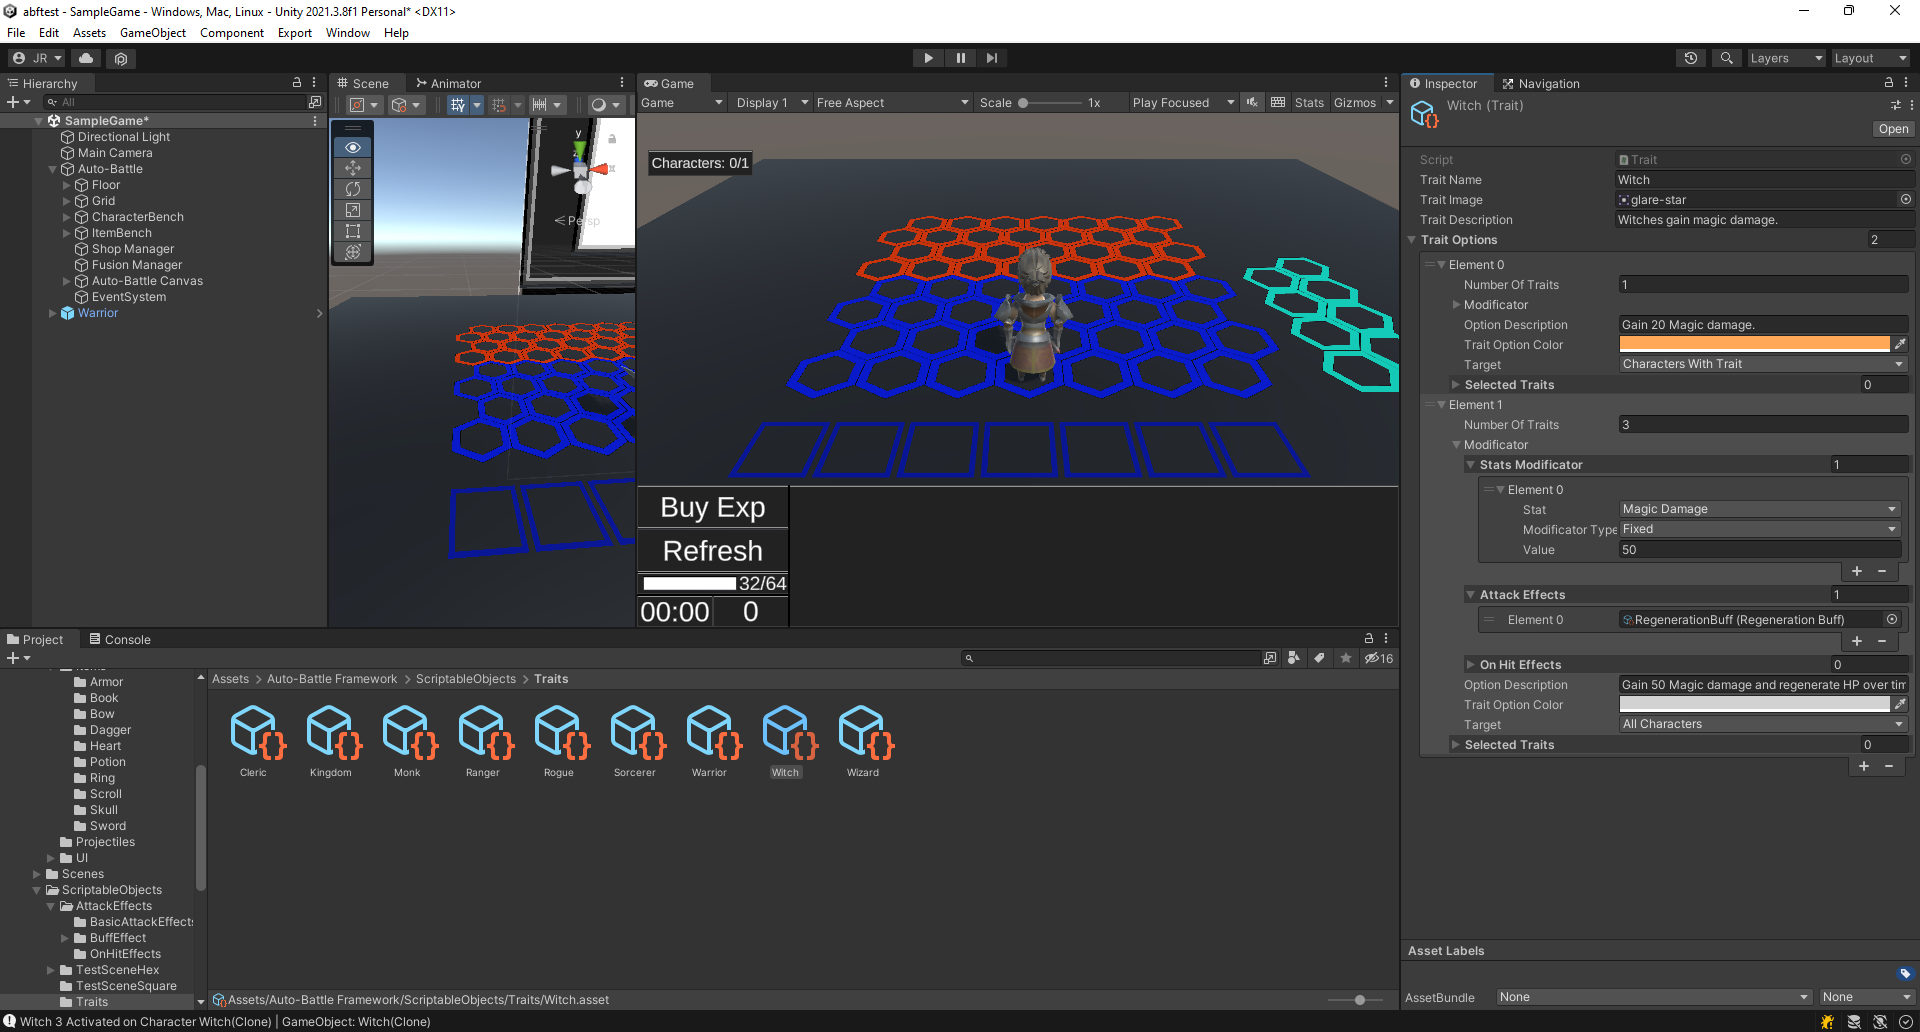 abftest - SampleGame - Windows, Mac, Linux - Unity 2021.3.8f1 Personal* <DX11>
File Edit Assets GameObject Component Export Window Help
JR
Layers Layout
Hierarchy
All
SampleGame*
Directional Light
Main Camera
Auto-Battle
Floor
Grid
CharacterBench
ItemBench
Shop Manager
Fusion Manager
Auto-Battle Canvas
EventSystem
Warrior
Scene Animator
y
Persp
Game
Game Display 1 Free Aspect Scale 1x Play Focused Stats Gizmos
Characters: 0/1
Buy Exp
Refresh
32/64
00:00 0
Inspector Navigation
Witch (Trait)
Open
Script Trait
Trait Name Witch
Trait Image glare-star
Trait Description Witches gain magic damage.
Trait Options 2
Element 0
Number Of Traits 1
Modificator
Option Description Gain 20 Magic damage.
Trait Option Color
Target Characters With Trait
Selected Traits 0
Element 1
Number Of Traits 3
Modificator
Stats Modificator 1
Element 0
Stat Magic Damage
Modificator Type Fixed
Value 50
Attack Effects 1
Element 0 RegenerationBuff (Regeneration Buff)
On Hit Effects 0
Option Description Gain 50 Magic damage and regenerate HP over tim
Trait Option Color
Target All Characters
Selected Traits 0
Asset Labels
AssetBundle None None
Project Console
16
Armor
Book
Bow
Dagger
Heart
Potion
Ring
Scroll
Skull
Sword
Projectiles
UI
Scenes
ScriptableObjects
AttackEffects
BasicAttackEffects
BuffEffect
OnHitEffects
TestSceneHex
TestSceneSquare
Traits
Assets > Auto-Battle Framework > ScriptableObjects > Traits
Cleric Kingdom Monk Ranger Rogue Sorcerer Warrior Witch Wizard
Assets/Auto-Battle Framework/ScriptableObjects/Traits/Witch.asset
Witch 3 Activated on Character Witch(Clone) | GameObject: Witch(Clone)